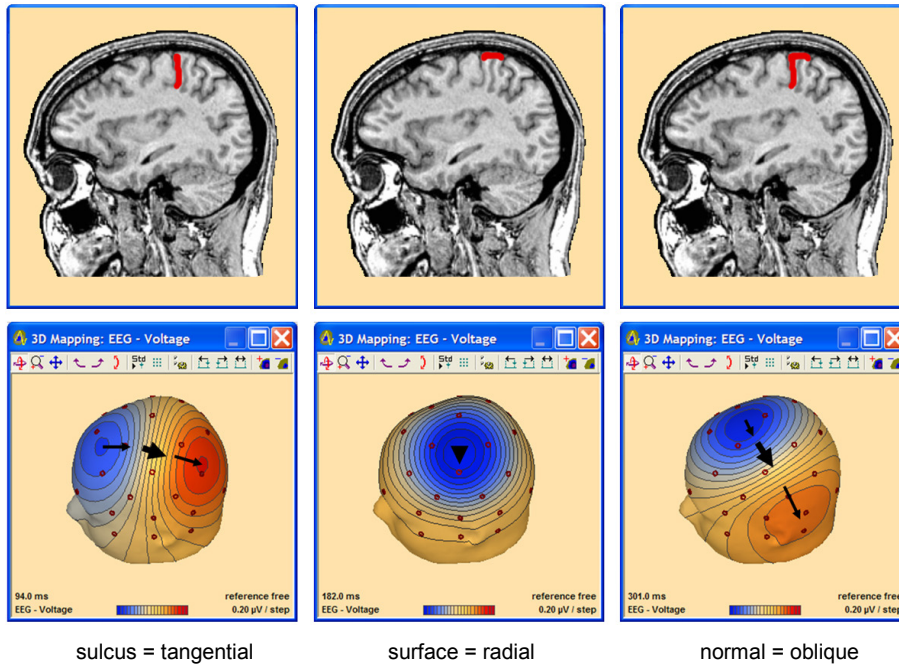 3D Mapping: EEG - Voltage
Std
94.0 ms reference free
EEG - Voltage 0.20 µV / step
3D Mapping: EEG - Voltage
Std
182.0 ms reference free
EEG - Voltage 0.20 µV / step
3D Mapping: EEG - Voltage
Std
301.0 ms reference free
EEG - Voltage 0.20 µV / step
sulcus = tangential
surface = radial
normal = oblique